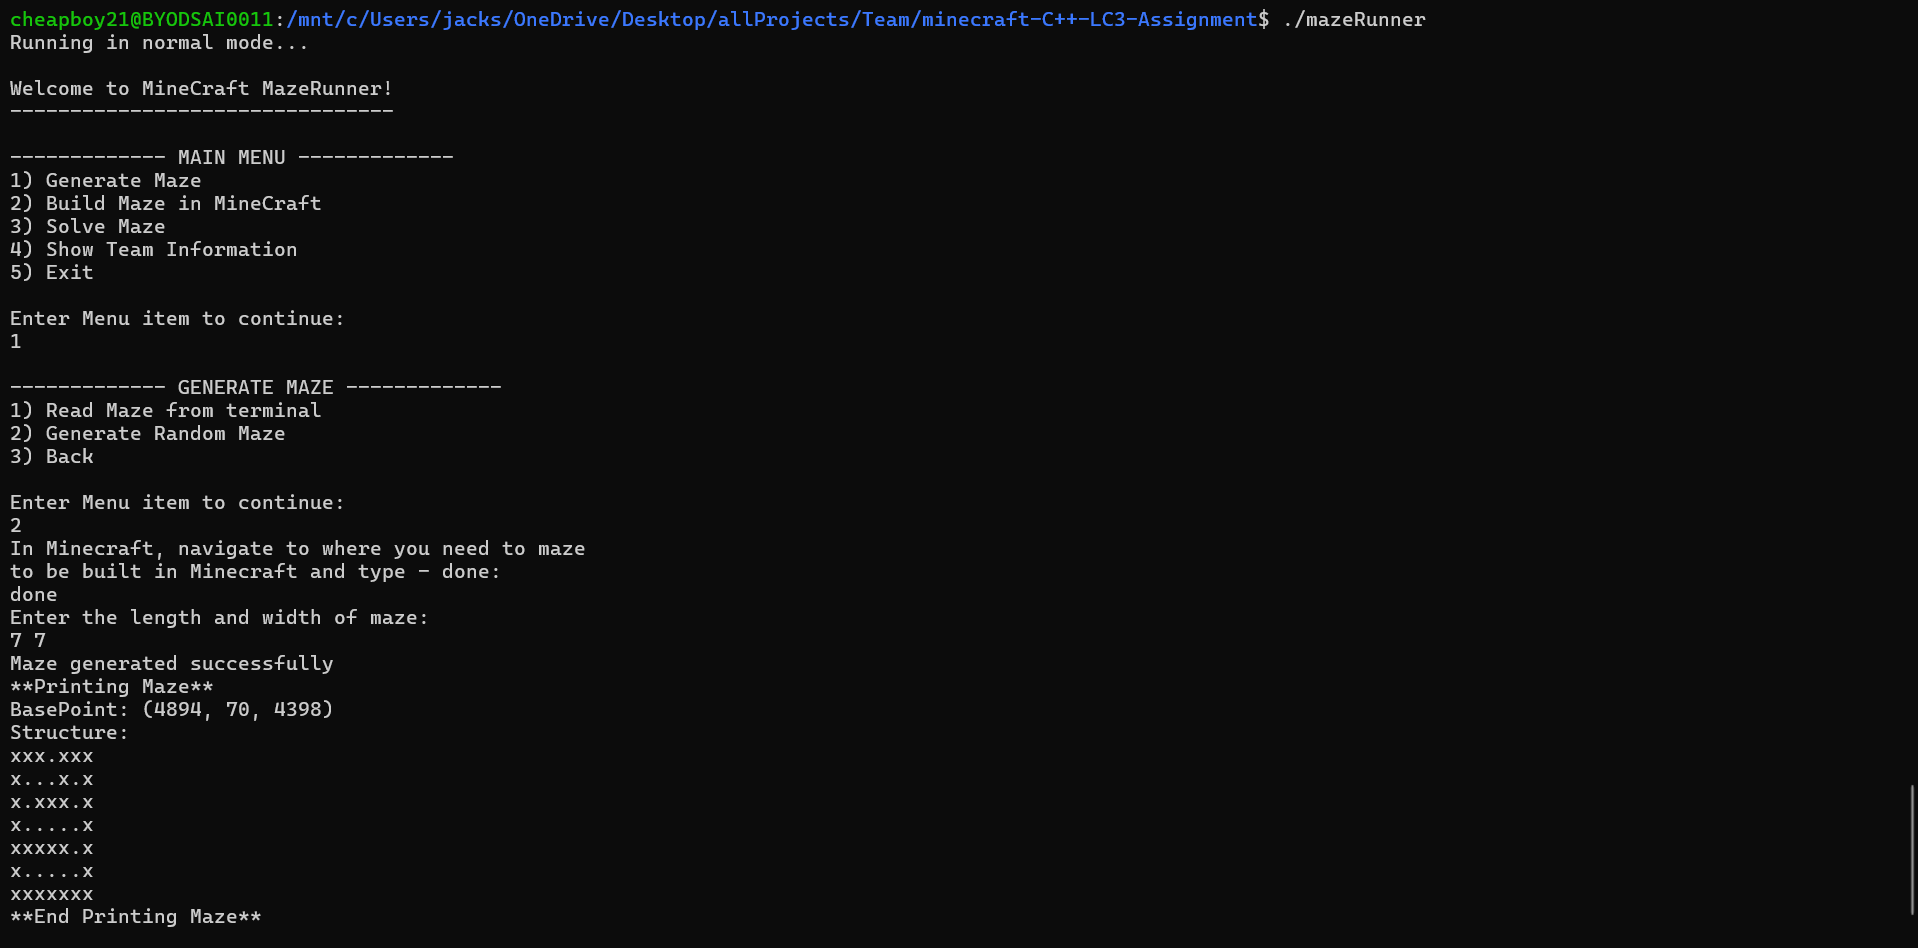 cheapboy21@BYODSAI0011:/mnt/c/Users/jacks/OneDrive/Desktop/allProjects/Team/minecraft-C++-LC3-Assignment$ ./mazeRunner
Running in normal mode...
Welcome to MineCraft MazeRunner!
--------------------------------
------------- MAIN MENU -------------
1) Generate Maze
2) Build Maze in MineCraft
3) Solve Maze
4) Show Team Information
5) Exit
Enter Menu item to continue:
1
------------- GENERATE MAZE -------------
1) Read Maze from terminal
2) Generate Random Maze
3) Back
Enter Menu item to continue:
2
In Minecraft, navigate to where you need to maze
to be built in Minecraft and type - done:
done
Enter the length and width of maze:
7 7
Maze generated successfully
**Printing Maze**
BasePoint: (4894, 70, 4398)
Structure:
xxx.xxx
x...x.x
x.xxx.x
x.....x
xxxxx.x
x.....x
xxxxxxx
**End Printing Maze**